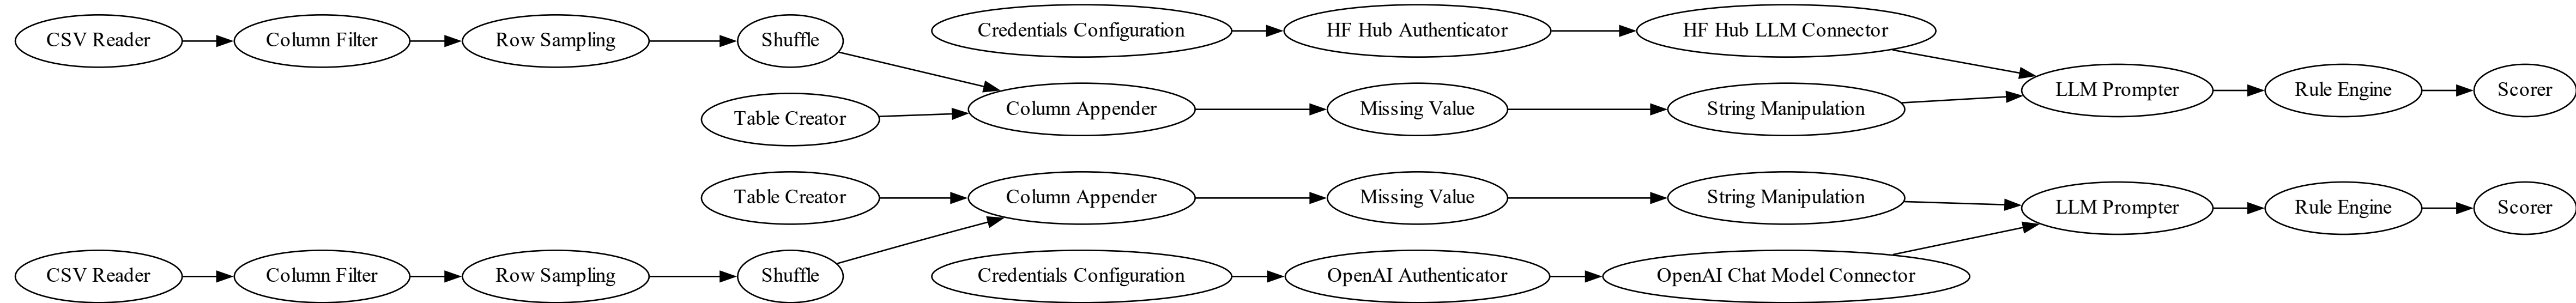 CSV Reader
Column Filter
Row Sampling
Shuffle
Credentials Configuration
HF Hub Authenticator
HF Hub LLM Connector
Table Creator
Column Appender
Missing Value
String Manipulation
LLM Prompter
Rule Engine
Scorer
Table Creator
Column Appender
Missing Value
String Manipulation
LLM Prompter
Rule Engine
Scorer
CSV Reader
Column Filter
Row Sampling
Shuffle
Credentials Configuration
OpenAI Authenticator
OpenAI Chat Model Connector